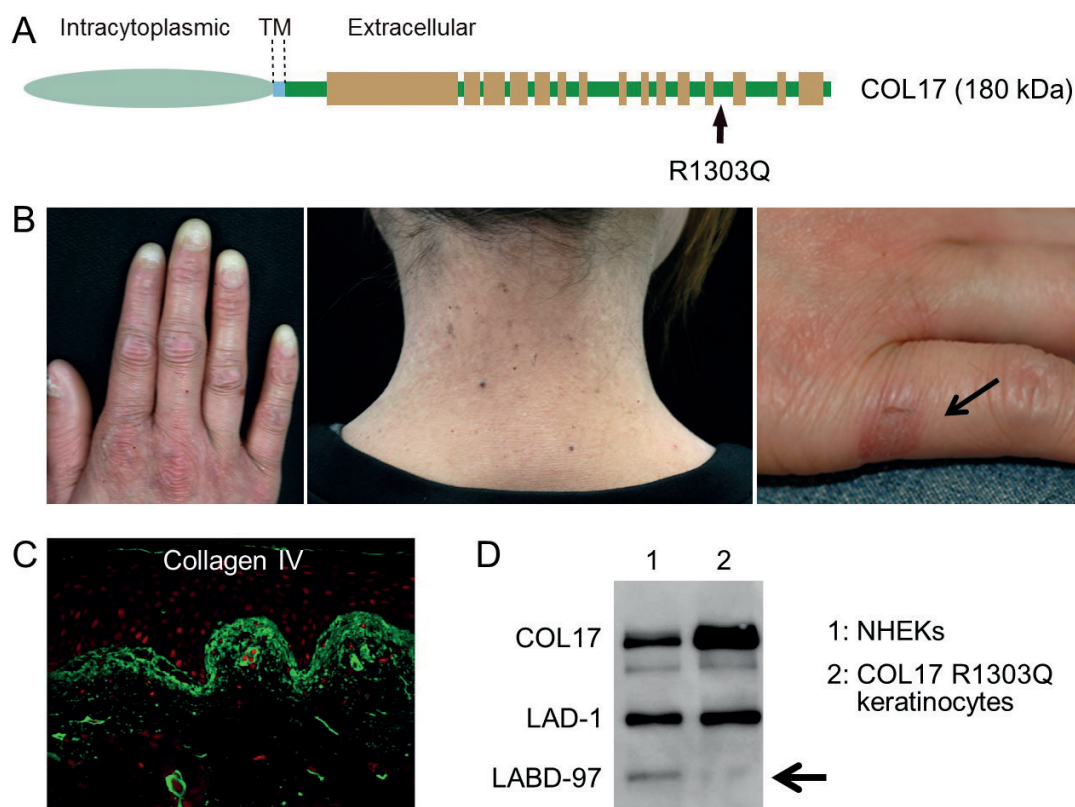 A
Intracytoplasmic TM Extracellular
COL17 (180 kDa)
R1303Q
B
C
Collagen IV
D
1 2
COL17
LAD-1
LABD-97
1: NHEKs
2: COL17 R1303Q
keratinocytes